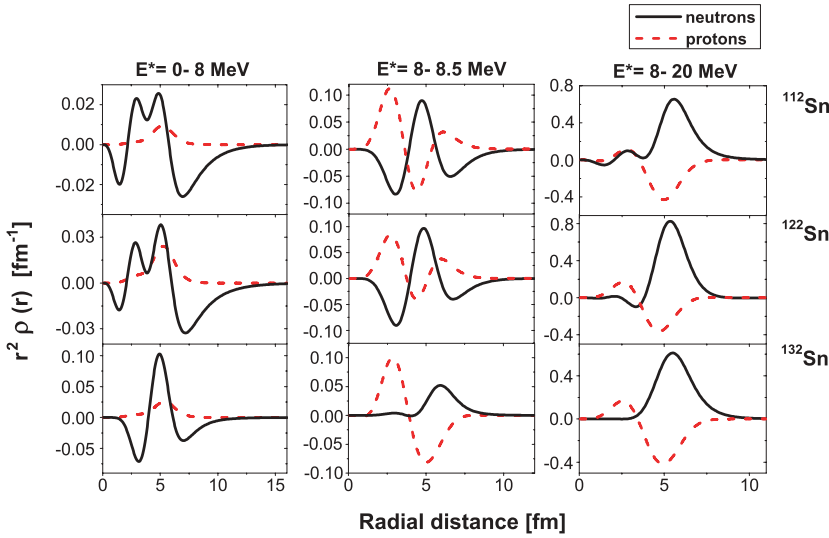 neutrons
protons
E*= 0- 8 MeV
E*= 8- 8.5 MeV
E*= 8- 20 MeV
0.02
0.00
-0.02
0.10
0.05
0.00
-0.05
-0.10
0.8
0.4
0.0
-0.4
¹¹²Sn
0.03
0.00
-0.03
0.10
0.05
0.00
-0.05
-0.10
0.8
0.4
0.0
-0.4
¹²²Sn
0.10
0.05
0.00
-0.05
0.10
0.05
0.00
-0.05
-0.10
0.4
0.0
-0.4
¹³²Sn
0 5 10 15
0 5 10
0 5 10
r² ρ (r) [fm⁻¹]
Radial distance [fm]